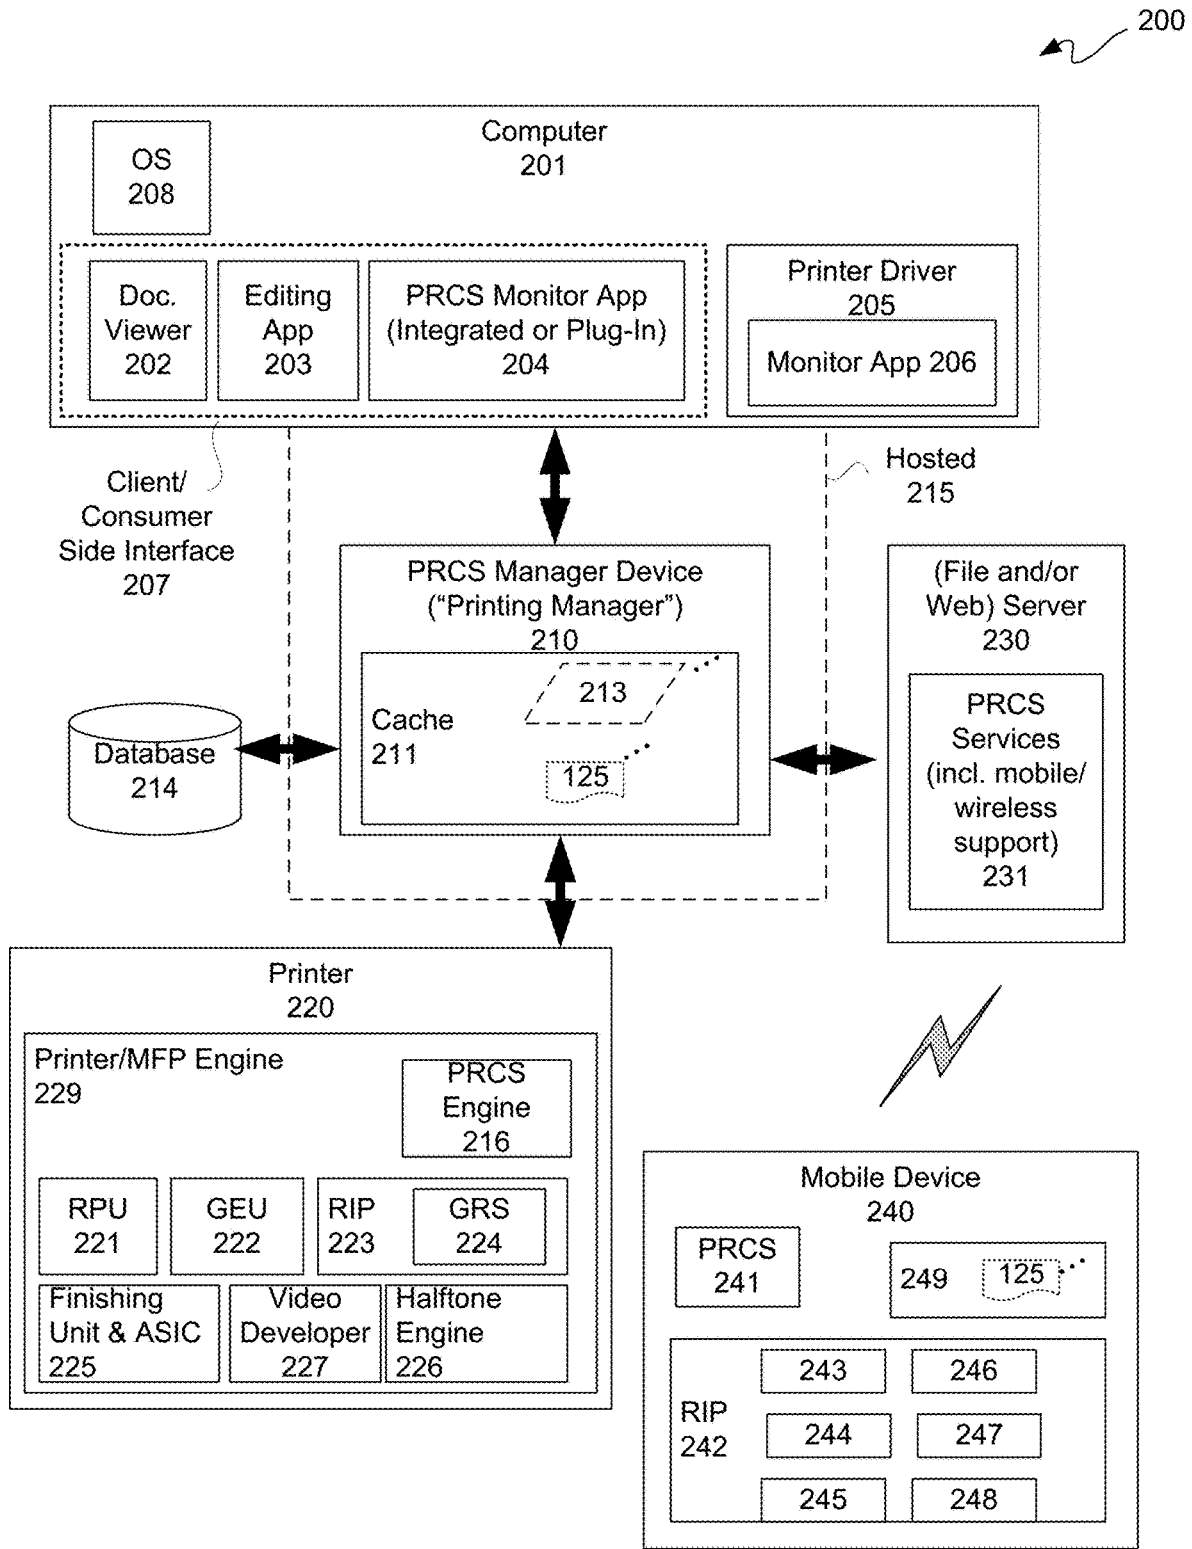 200
Computer
201
OS
208
Doc.
Viewer
202
Editing
App
203
PRCS Monitor App
(Integrated or Plug-In)
204
Printer Driver
205
Monitor App 206
Client/
Consumer
Side Interface
207
Hosted
215
PRCS Manager Device
(“Printing Manager”)
210
Cache
211
213
125
Database
214
(File and/or
Web) Server
230
PRCS
Services
(incl. mobile/
wireless
support)
231
Printer
220
Printer/MFP Engine
229
PRCS
Engine
216
RPU
221
GEU
222
RIP
223
GRS
224
Finishing
Unit & ASIC
225
Video
Developer
227
Halftone
Engine
226
Mobile Device
240
PRCS
241
249
125
RIP
242
243
246
244
247
245
248